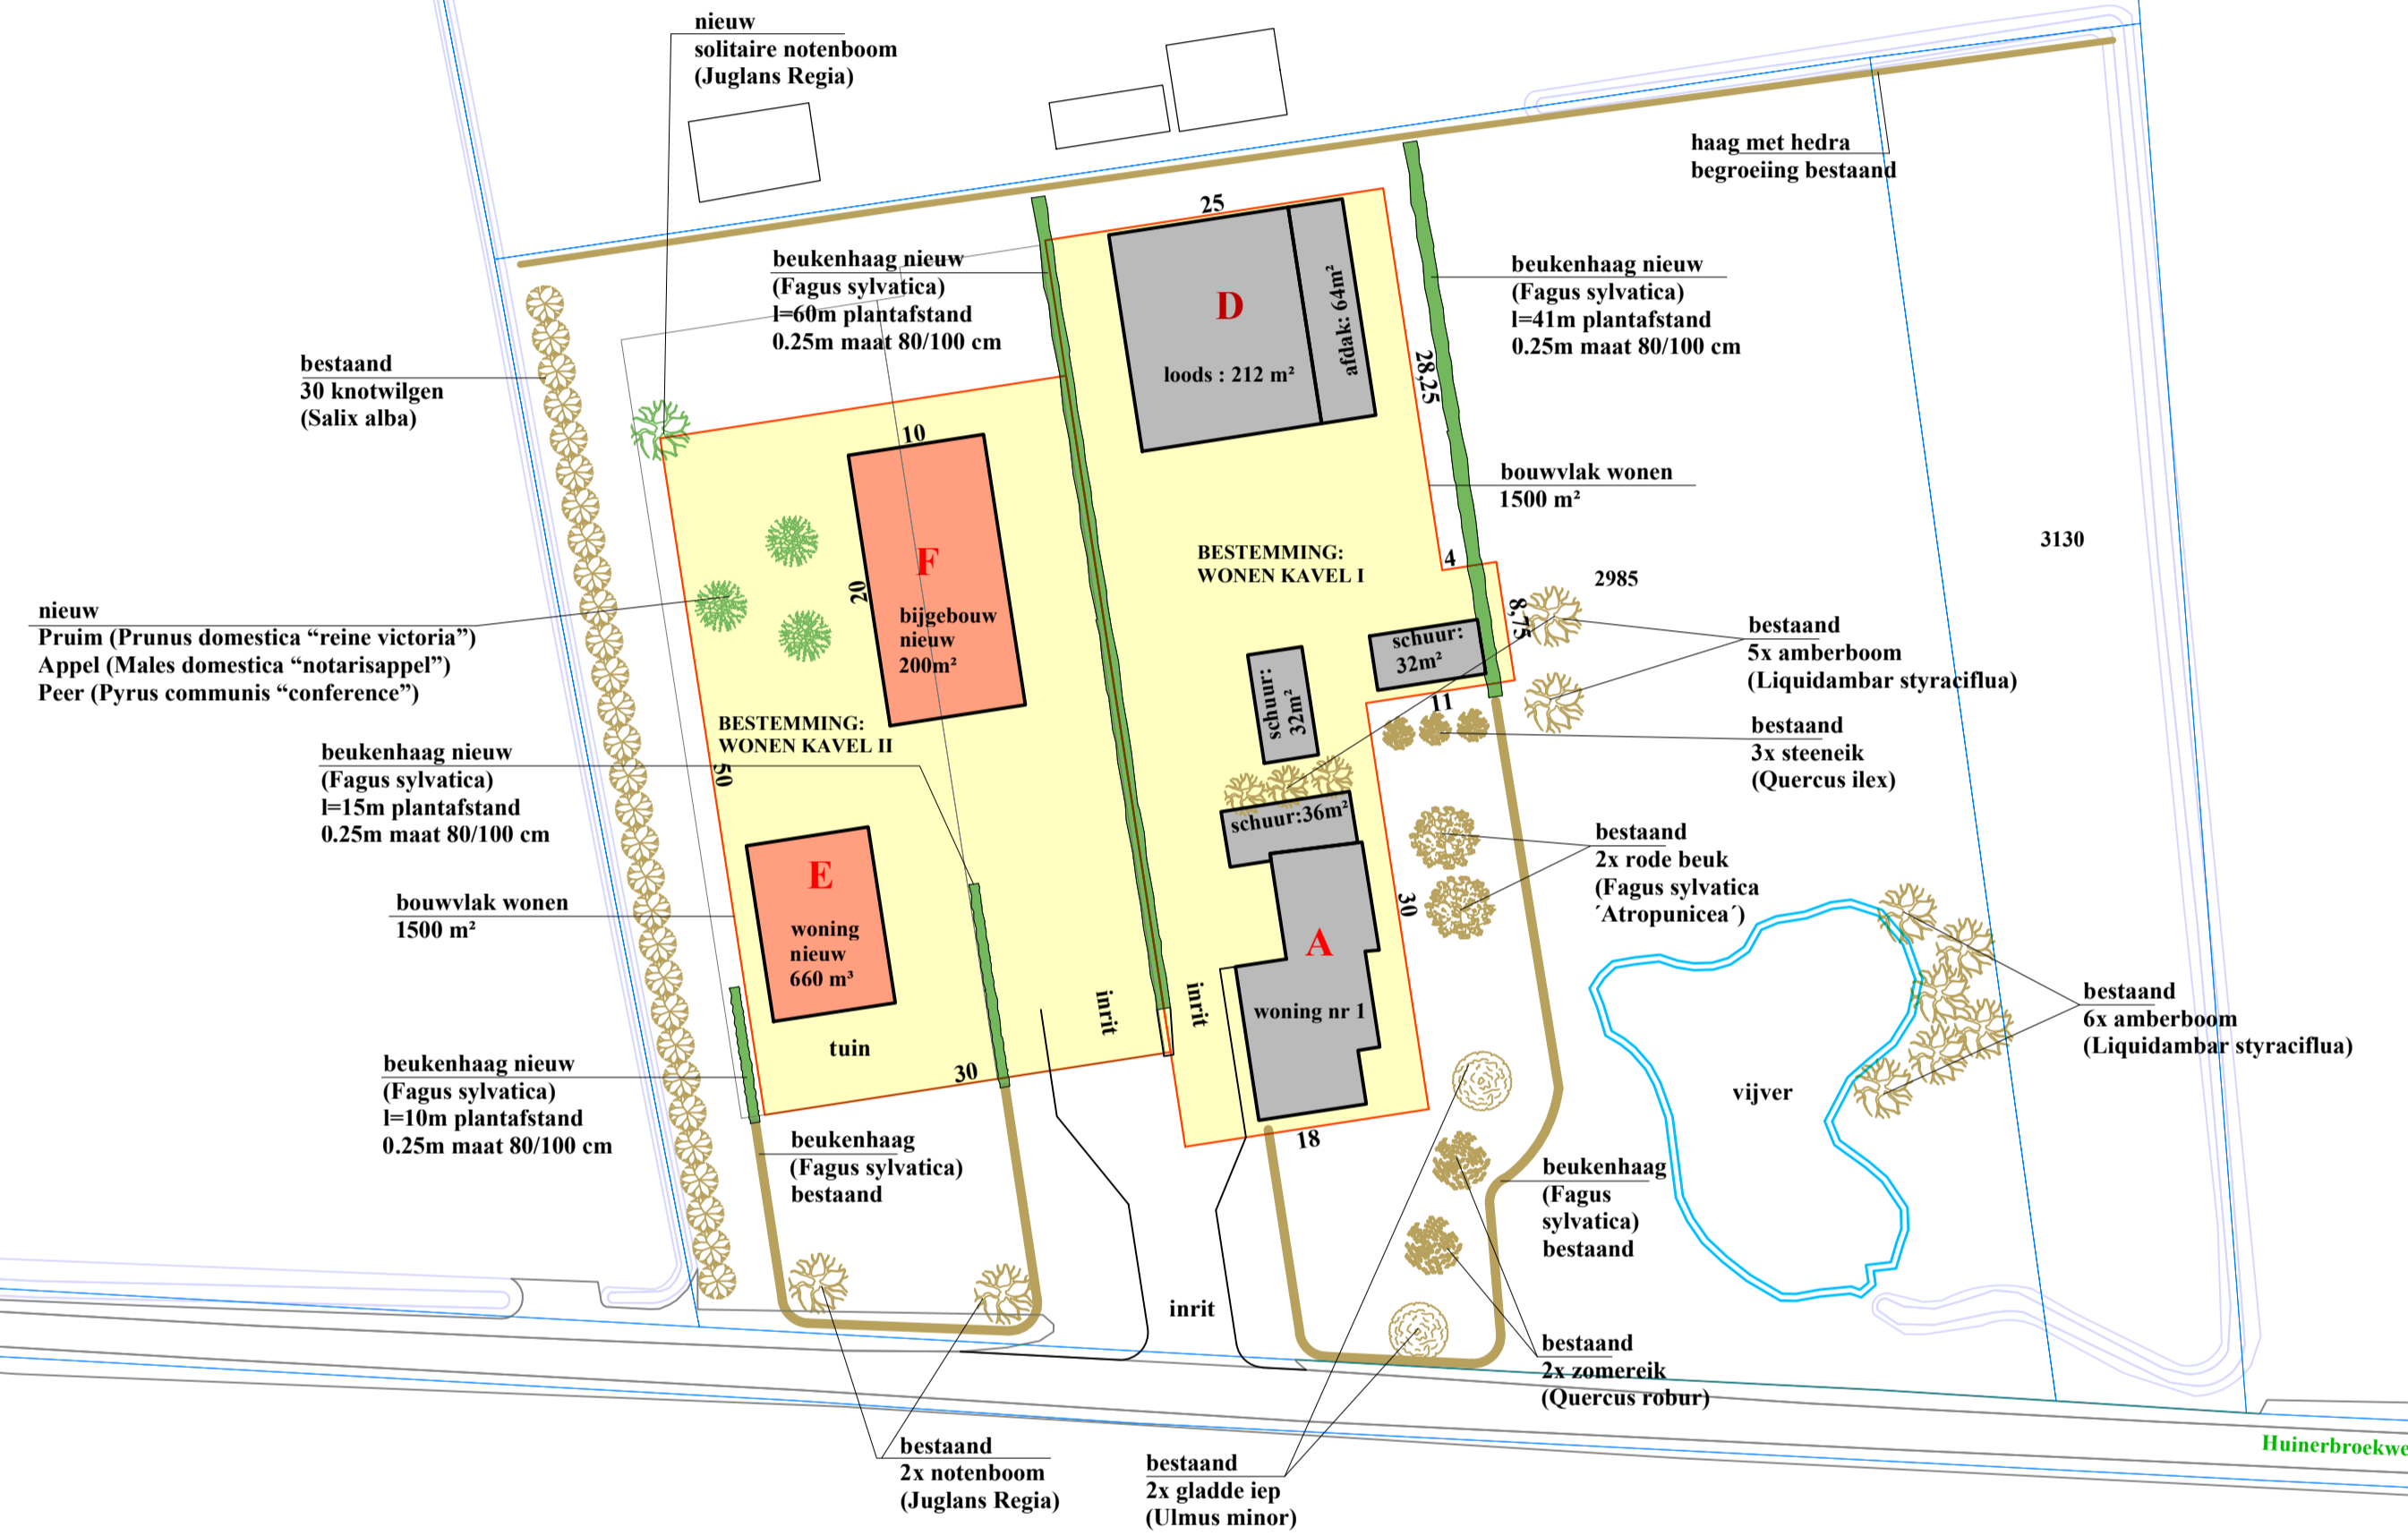 nieuw
solitaire notenboom
(Juglans Regia)
haag met hedra
begroeiing bestaand
25
beukenhaag nieuw
(Fagus sylvatica)
l=60m plantafstand
0.25m maat 80/100 cm
D
loods : 212 m²
afdak: 64m²
beukenhaag nieuw
(Fagus sylvatica)
l=41m plantafstand
0.25m maat 80/100 cm
28,25
bestaand
30 knotwilgen
(Salix alba)
10
20
F
bijgebouw
nieuw
200m²
bouwvlak wonen
1500 m²
BESTEMMING:
WONEN KAVEL I
4
8,75
2985
3130
nieuw
Pruim (Prunus domestica “reine victoria”)
Appel (Males domestica “notarisappel”)
Peer (Pyrus communis “conference”)
schuur:
32m²
schuur:
32m²
11
bestaand
5x amberboom
(Liquidambar styraciflua)
bestaand
3x steeneik
(Quercus ilex)
BESTEMMING:
WONEN KAVEL II
50
beukenhaag nieuw
(Fagus sylvatica)
l=15m plantafstand
0.25m maat 80/100 cm
schuur:36m²
bestaand
2x rode beuk
(Fagus sylvatica
´Atropunicea´)
30
E
woning
nieuw
660 m³
bouwvlak wonen
1500 m²
A
woning nr 1
inrit
inrit
tuin
30
bestaand
6x amberboom
(Liquidambar styraciflua)
vijver
beukenhaag nieuw
(Fagus sylvatica)
l=10m plantafstand
0.25m maat 80/100 cm
18
beukenhaag
(Fagus sylvatica)
bestaand
beukenhaag
(Fagus
sylvatica)
bestaand
inrit
bestaand
2x zomereik
(Quercus robur)
bestaand
2x notenboom
(Juglans Regia)
bestaand
2x gladde iep
(Ulmus minor)
Huinerbroekwe